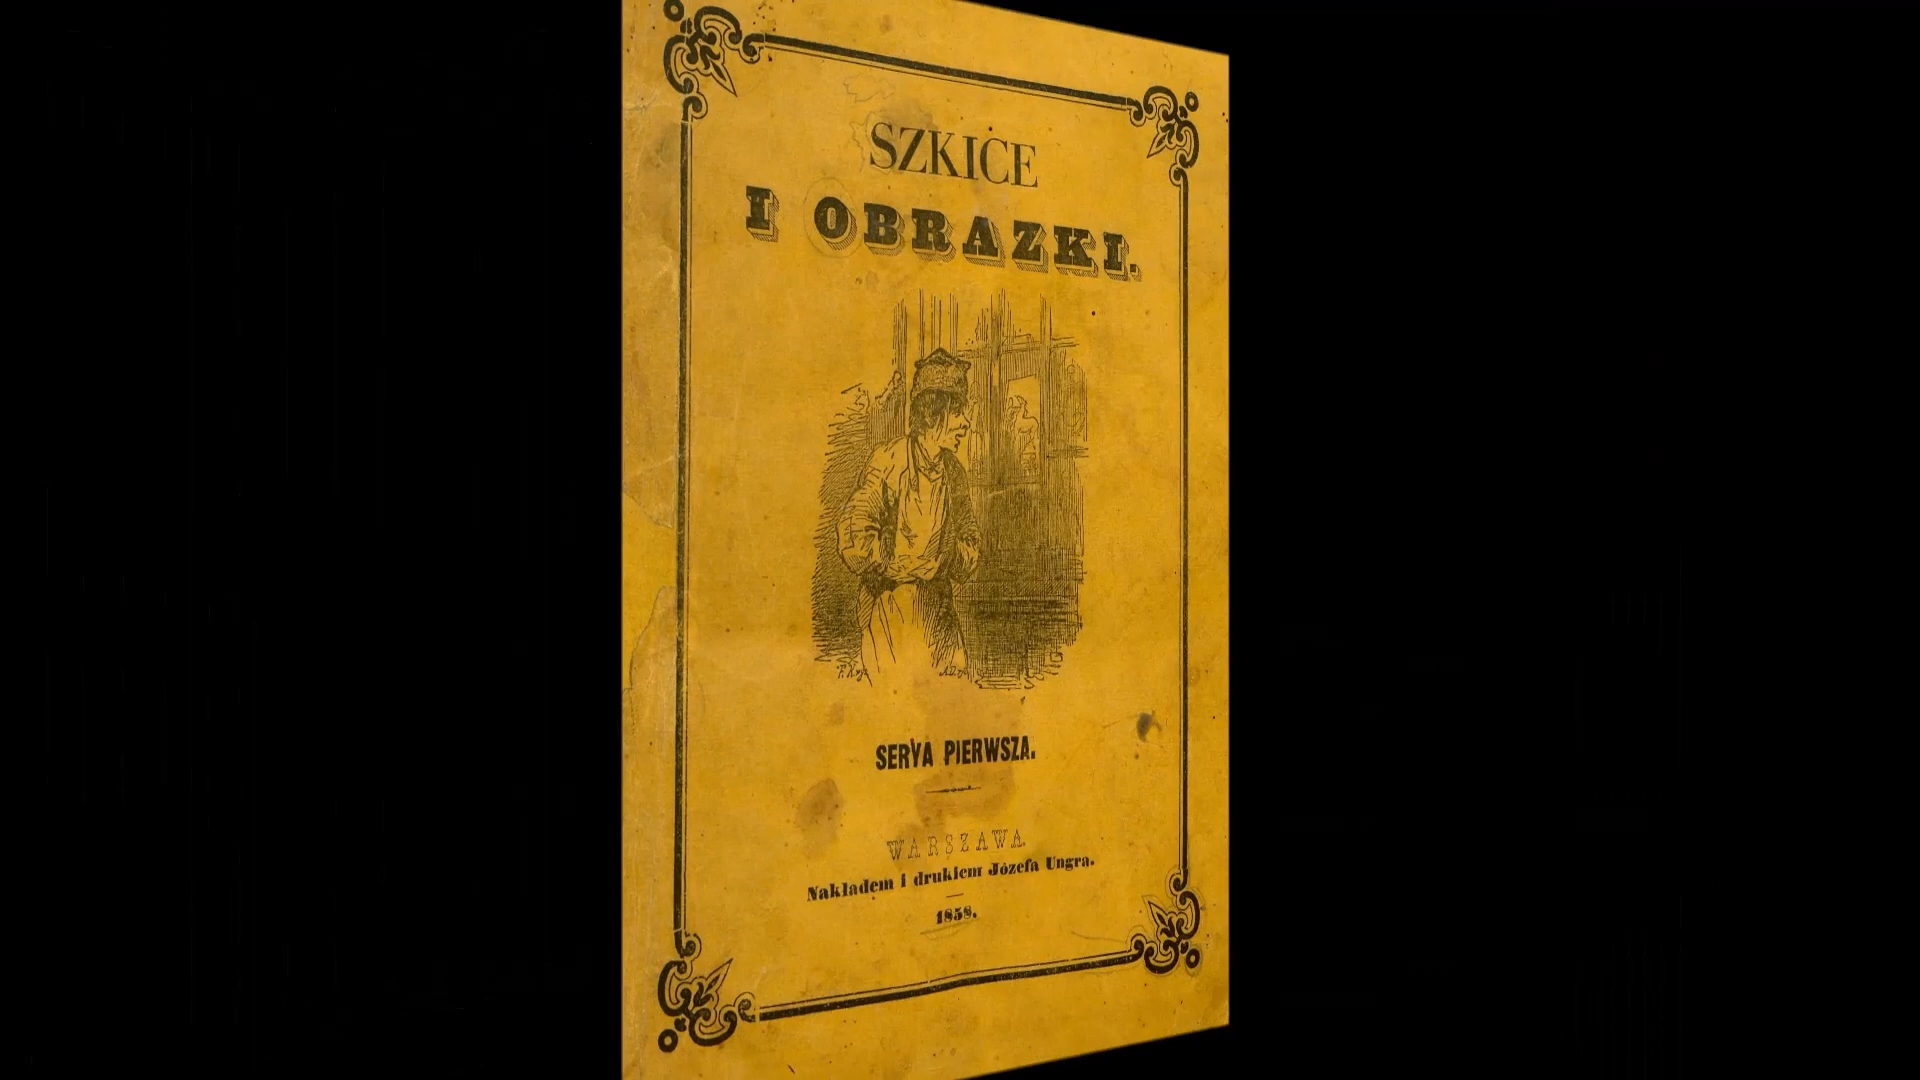 SZKICE
I OBRAZKI.
SERYA PIERWSZA.
WARSZAWA.
Nakładem i drukiem Józefa Ungra.
1858.